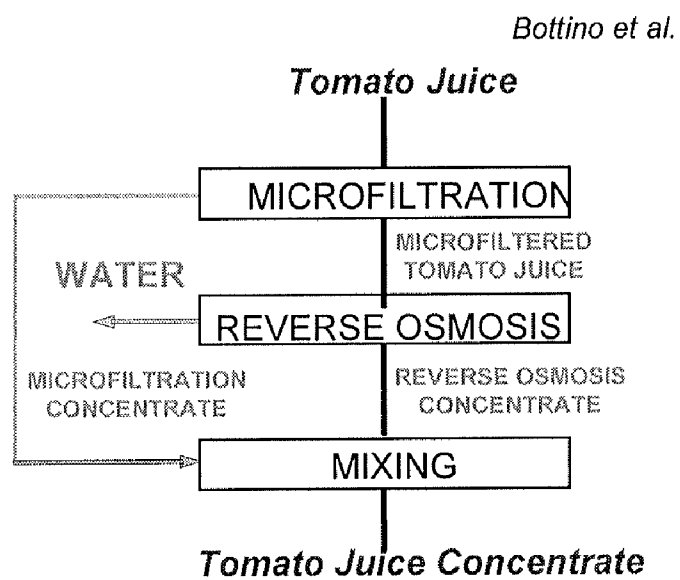 Bottino et al.
Tomato Juice
MICROFILTRATION
MICROFILTERED
TOMATO JUICE
WATER
REVERSE OSMOSIS
MICROFILTRATION
CONCENTRATE
REVERSE OSMOSIS
CONCENTRATE
MIXING
Tomato Juice Concentrate